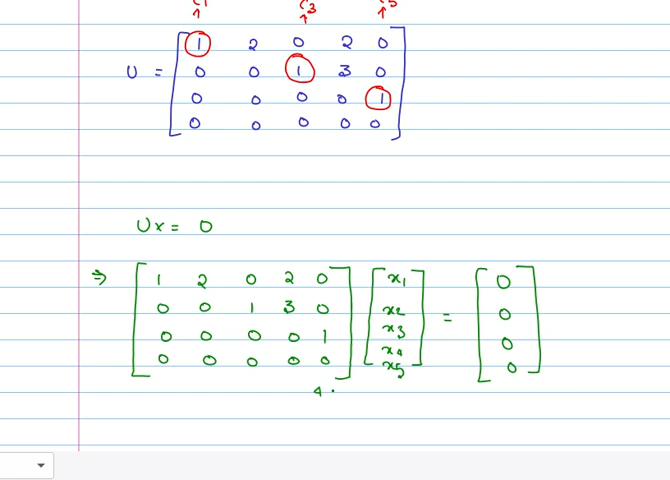 C1 C3 C5
↑ ↑ ↑
U = [ 1 2 0 2 0
0 0 1 3 0
0 0 0 0 1
0 0 0 0 0 ]
Ux = 0
⇒ [ 1 2 0 2 0 ] [ x1 ] = [ 0 ]
0 0 1 3 0 x2 0
0 0 0 0 1 x3 0
0 0 0 0 0 x4 0
x5
4 .